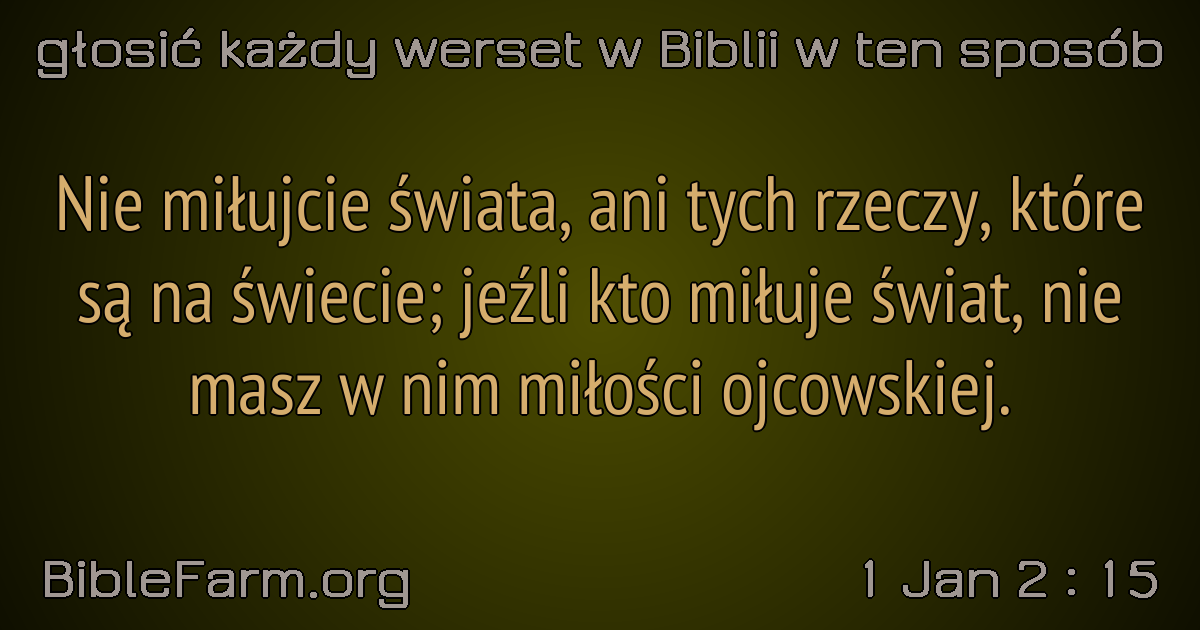 głosić każdy werset w Biblii w ten sposób
Nie miłujcie świata, ani tych rzeczy, które
są na świecie; jeźli kto miłuje świat, nie
masz w nim miłości ojcowskiej.
BibleFarm.org
1 Jan 2 : 15